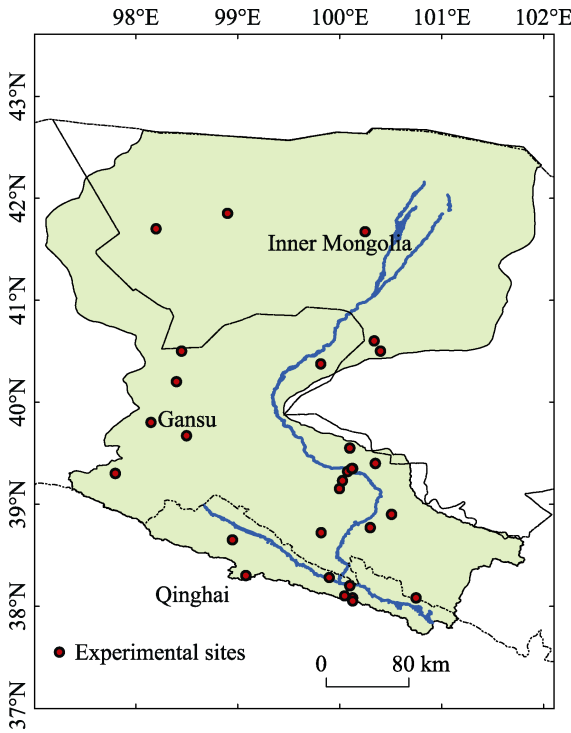 98°E 99°E 100°E 101°E 102°E
43°N
42°N
Inner Mongolia
41°N
40°N
Gansu
39°N
Qinghai
38°N
Experimental sites
0 80 km
37°N